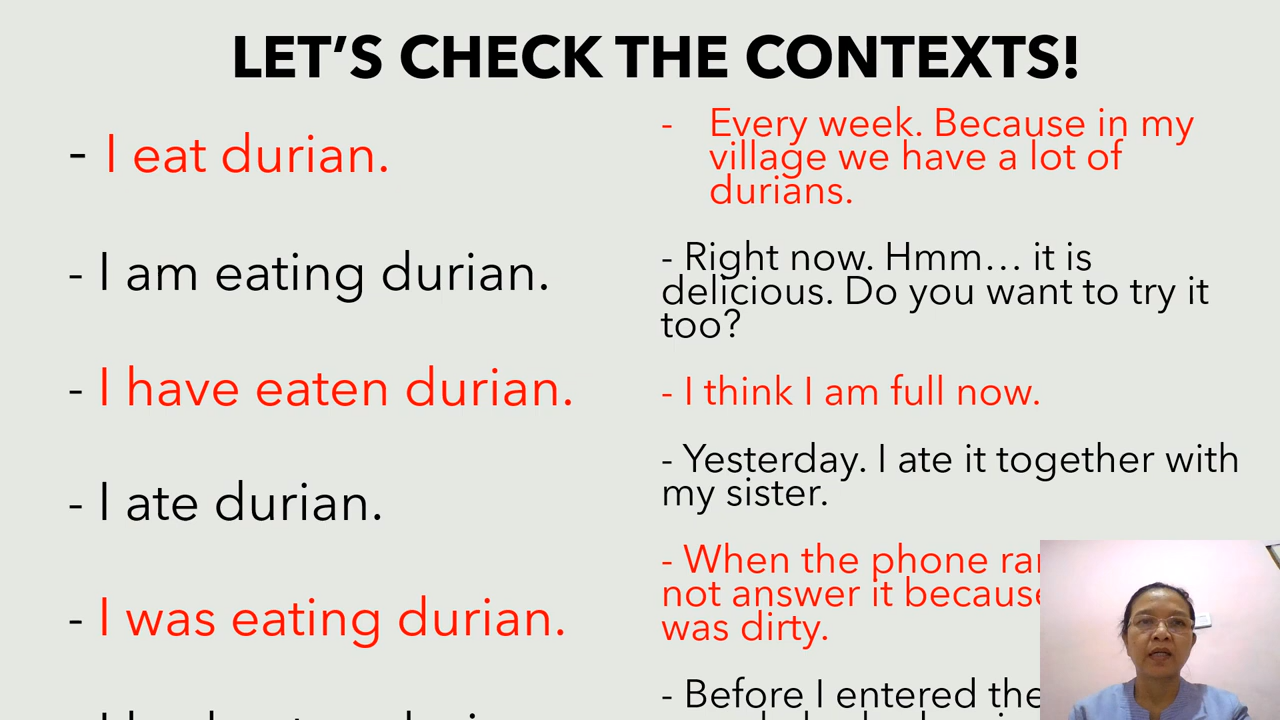 LET’S CHECK THE CONTEXTS!
- I eat durian.
- I am eating durian.
- I have eaten durian.
- I ate durian.
- I was eating durian.
- Every week. Because in my
village we have a lot of
durians.
- Right now. Hmm… it is
delicious. Do you want to try it
too?
- I think I am full now.
- Yesterday. I ate it together with
my sister.
- When the phone
not answer it because
was dirty.
- Before I entered the